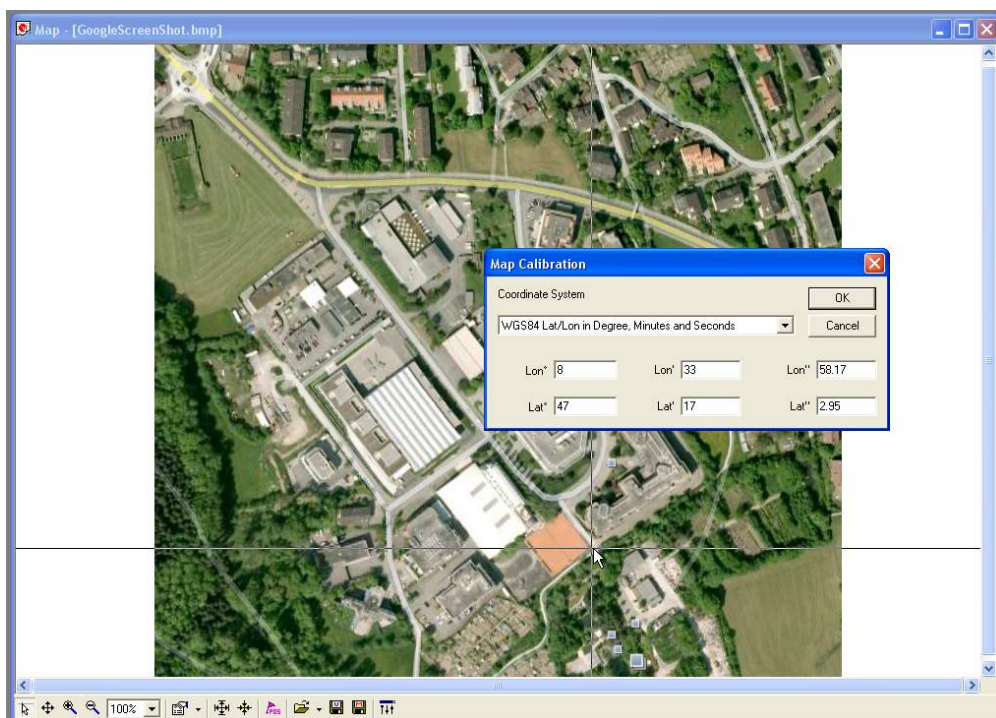 Map - [GoogleScreenShot.bmp]
Map Calibration
Coordinate System
WGS84 Lat/Lon in Degree, Minutes and Seconds
OK
Cancel
Lon° 8 Lon' 33 Lon'' 58.17
Lat° 47 Lat' 17 Lat'' 2.95
100%
POS